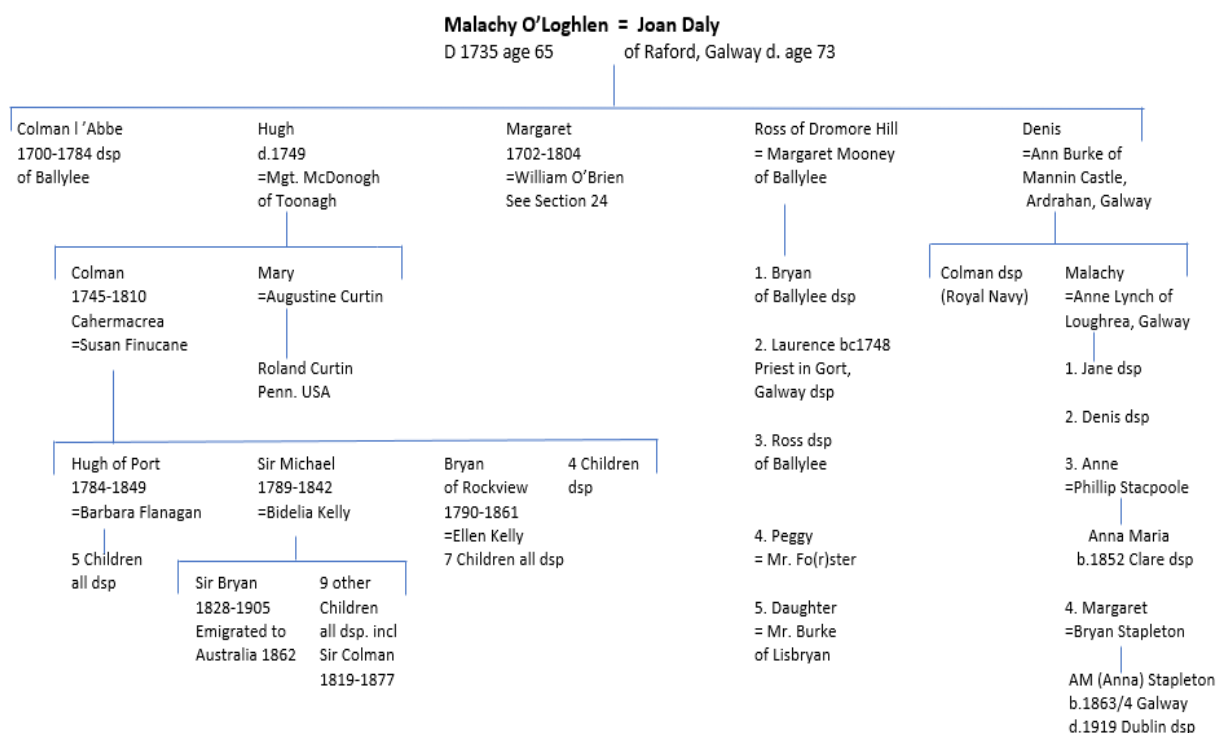 Malachy O'Loghlen = Joan Daly
D 1735 age 65 of Raford, Galway d. age 73
Colman l 'Abbe
1700-1784 dsp
of Ballylee
Hugh
d.1749
=Mgt. McDonogh
of Toonagh
Margaret
1702-1804
=William O'Brien
See Section 24
Ross of Dromore Hill
= Margaret Mooney
of Ballylee
Denis
=Ann Burke of
Mannin Castle,
Ardrahan, Galway
Colman
1745-1810
Cahermacrea
=Susan Finucane
Mary
=Augustine Curtin
Roland Curtin
Penn. USA
1. Bryan
of Ballylee dsp
2. Laurence bc1748
Priest in Gort,
Galway dsp
3. Ross dsp
of Ballylee
4. Peggy
= Mr. Fo(r)ster
5. Daughter
= Mr. Burke
of Lisbryan
Colman dsp
(Royal Navy)
Malachy
=Anne Lynch of
Loughrea, Galway
1. Jane dsp
2. Denis dsp
3. Anne
=Phillip Stacpoole
Anna Maria
b.1852 Clare dsp
4. Margaret
=Bryan Stapleton
AM (Anna) Stapleton
b.1863/4 Galway
d.1919 Dublin dsp
Hugh of Port
1784-1849
=Barbara Flanagan
5 Children
all dsp
Sir Michael
1789-1842
=Bidelia Kelly
Bryan
of Rockview
1790-1861
=Ellen Kelly
7 Children all dsp
4 Children
dsp
Sir Bryan
1828-1905
Emigrated to
Australia 1862
9 other
Children
all dsp. incl
Sir Colman
1819-1877